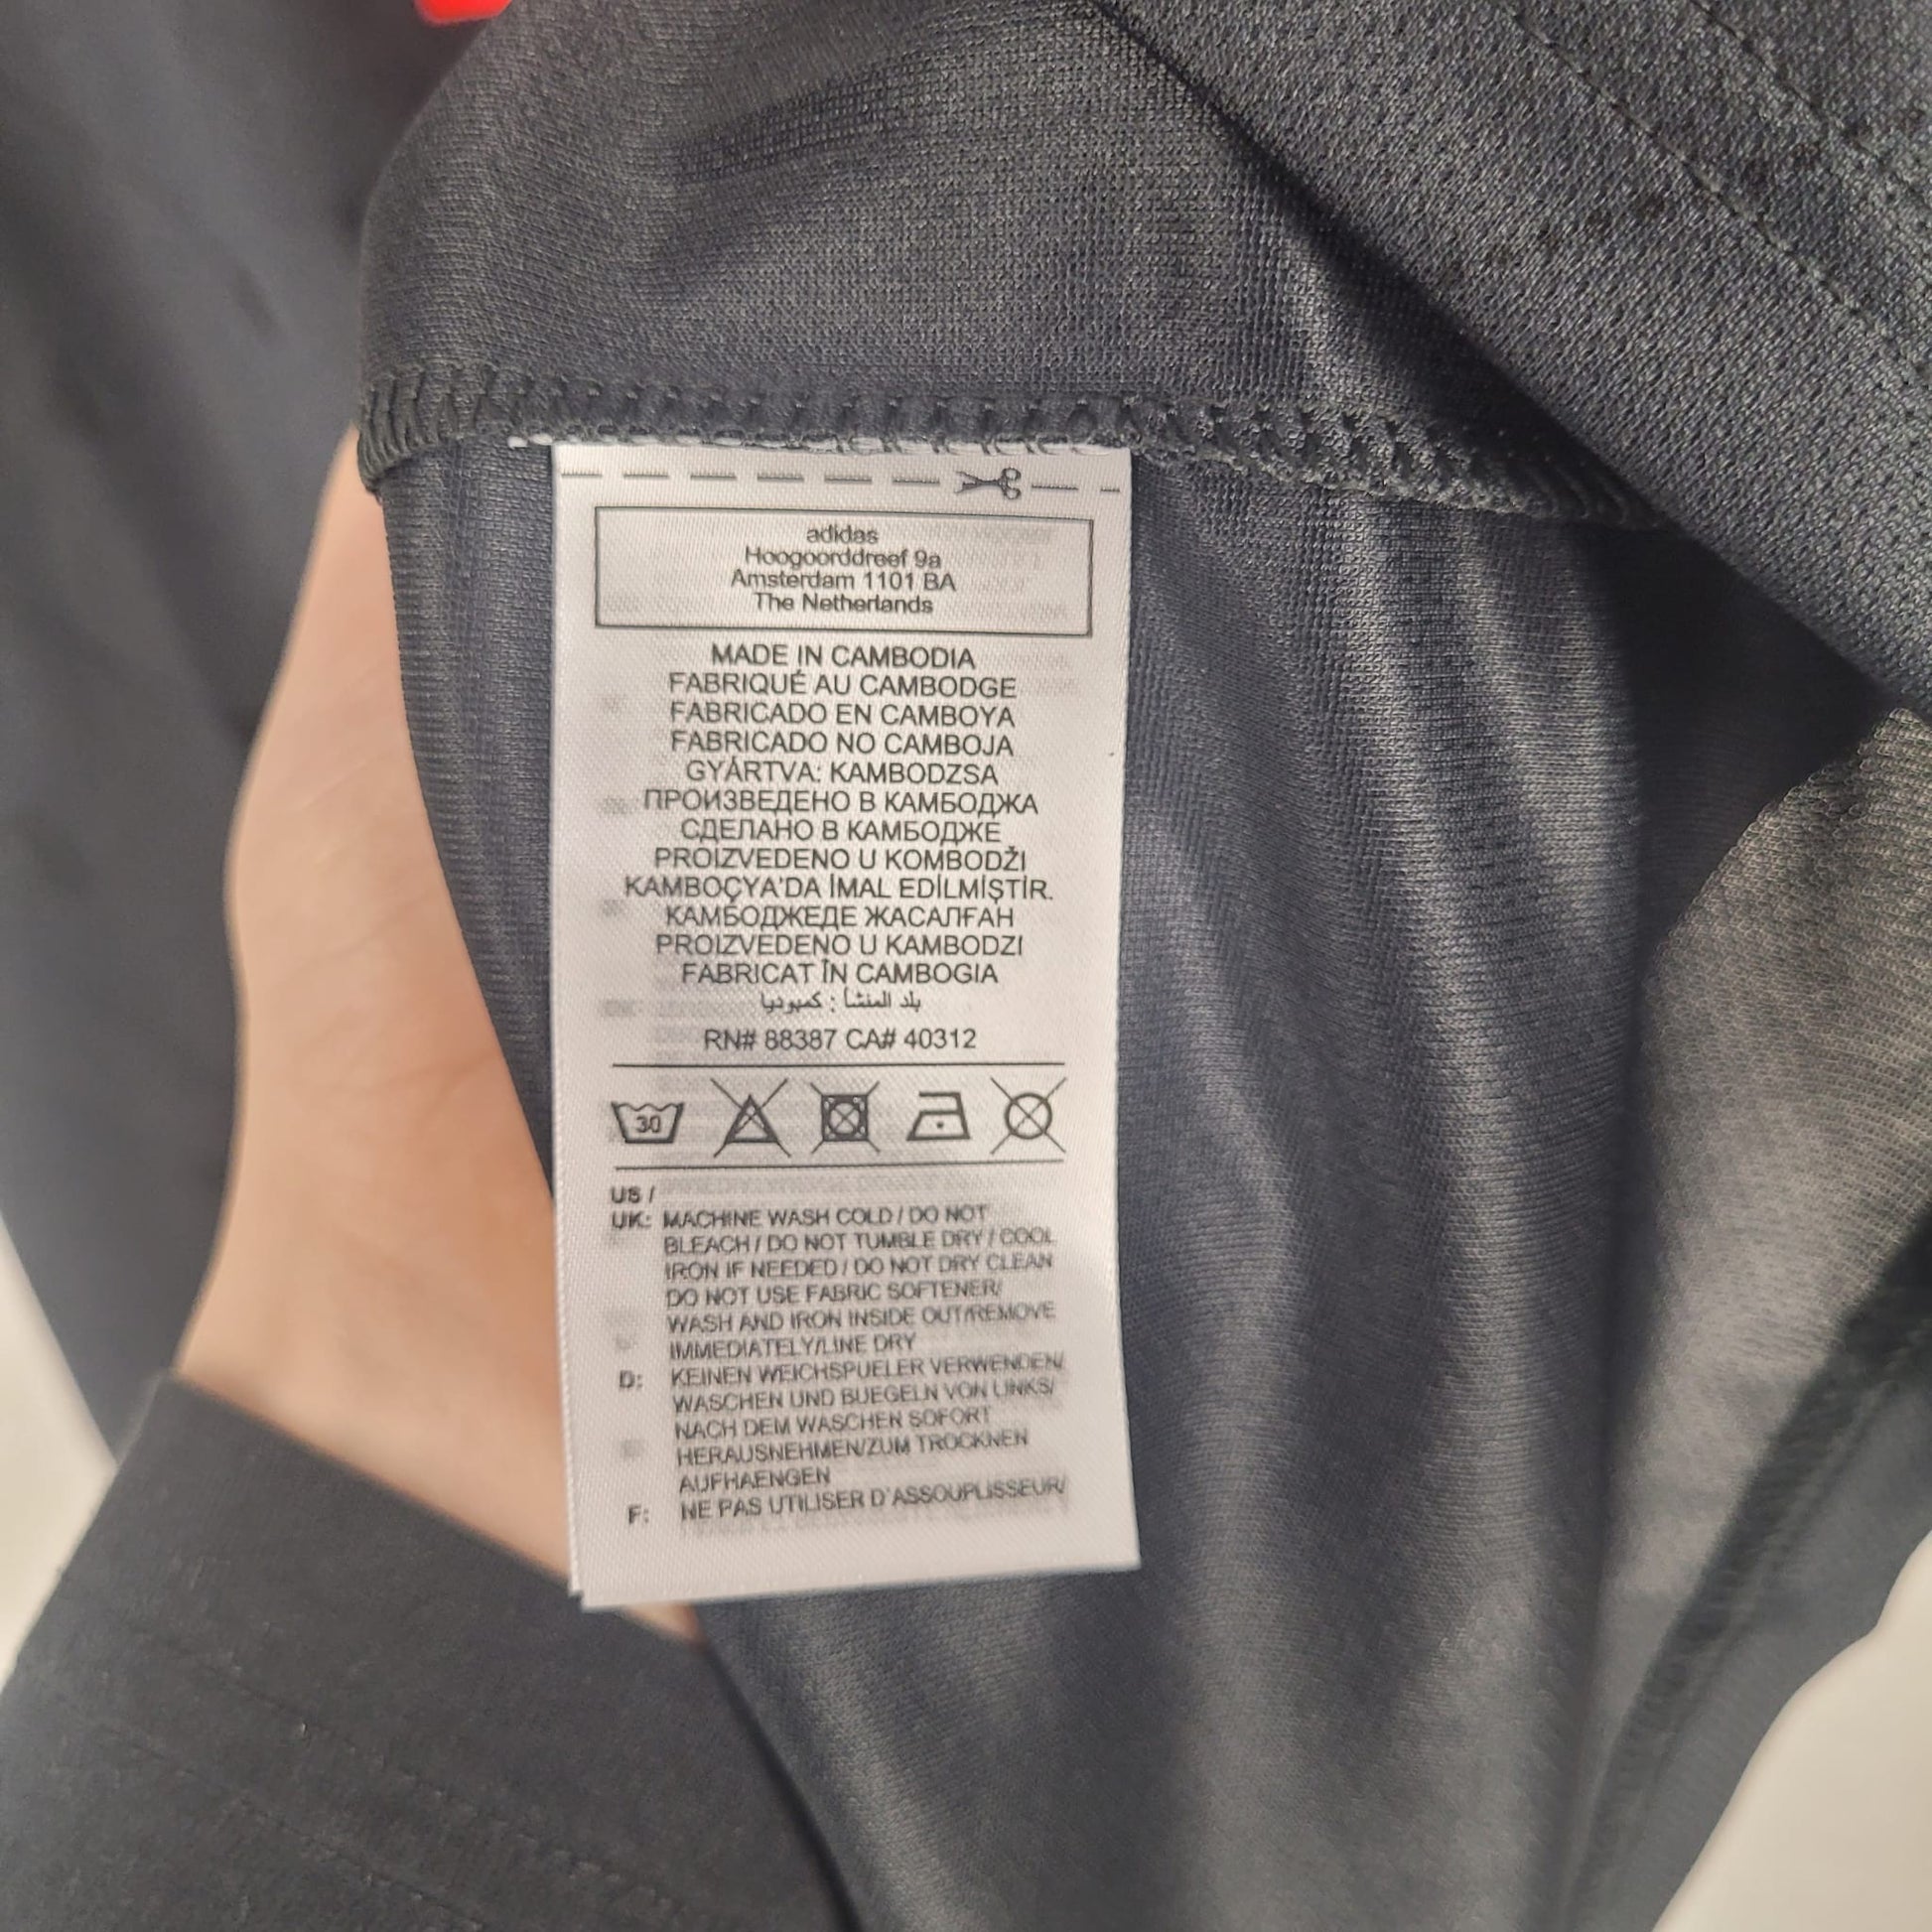 adidas
Hoogoorddreef 9a
Amsterdam 1101 BA
The Netherlands
MADE IN CAMBODIA
FABRIQUÉ AU CAMBODGE
FABRICADO EN CAMBOYA
FABRICADO NO CAMBOJA
GYÁRTVA: KAMBODZSA
ПРОИЗВЕДЕНО В КАМБОДЖА
СДЕЛАНО В КАМБОДЖЕ
PROIZVEDENO U KOMBODŽI
KAMBOÇYA'DA İMAL EDİLMİŞTİR.
КАМБОДЖЕДЕ ЖАСАЛҒАН
PROIZVEDENO U KAMBODZI
FABRICAT ÎN CAMBOGIA
بلد المنشأ : كمبوديا
RN# 88387 CA# 40312
30
US /
UK: MACHINE WASH COLD / DO NOT
BLEACH / DO NOT TUMBLE DRY / COOL
IRON IF NEEDED / DO NOT DRY CLEAN
DO NOT USE FABRIC SOFTENER/
WASH AND IRON INSIDE OUT/REMOVE
IMMEDIATELY/LINE DRY
D: KEINEN WEICHSPUELER VERWENDEN/
WASCHEN UND BUEGELN VON LINKS/
NACH DEM WASCHEN SOFORT
HERAUSNEHMEN/ZUM TROCKNEN
AUFHAENGEN
F: NE PAS UTILISER D'ASSOUPLISSEUR/